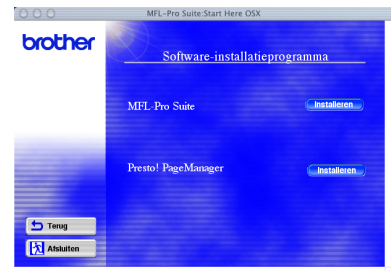 MFL-Pro Suite:Start Here OSX
brother
Software-installatieprogramma
MFL-Pro Suite
Installeren
Presto! PageManager
Installeren
Terug
Afsluiten